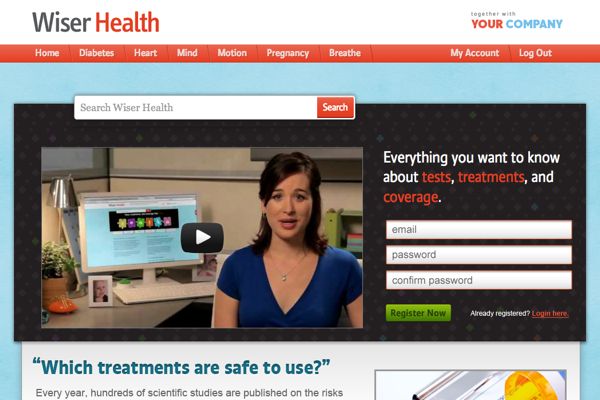 Wiser Health
together with
YOUR COMPANY
Home Diabetes Heart Mind Motion Pregnancy Breathe My Account Log Out
Search Wiser Health Search
Everything you want to know
about tests, treatments, and
coverage.
email
password
confirm password
Register Now Already registered? Login here.
“Which treatments are safe to use?”
Every year, hundreds of scientific studies are published on the risks